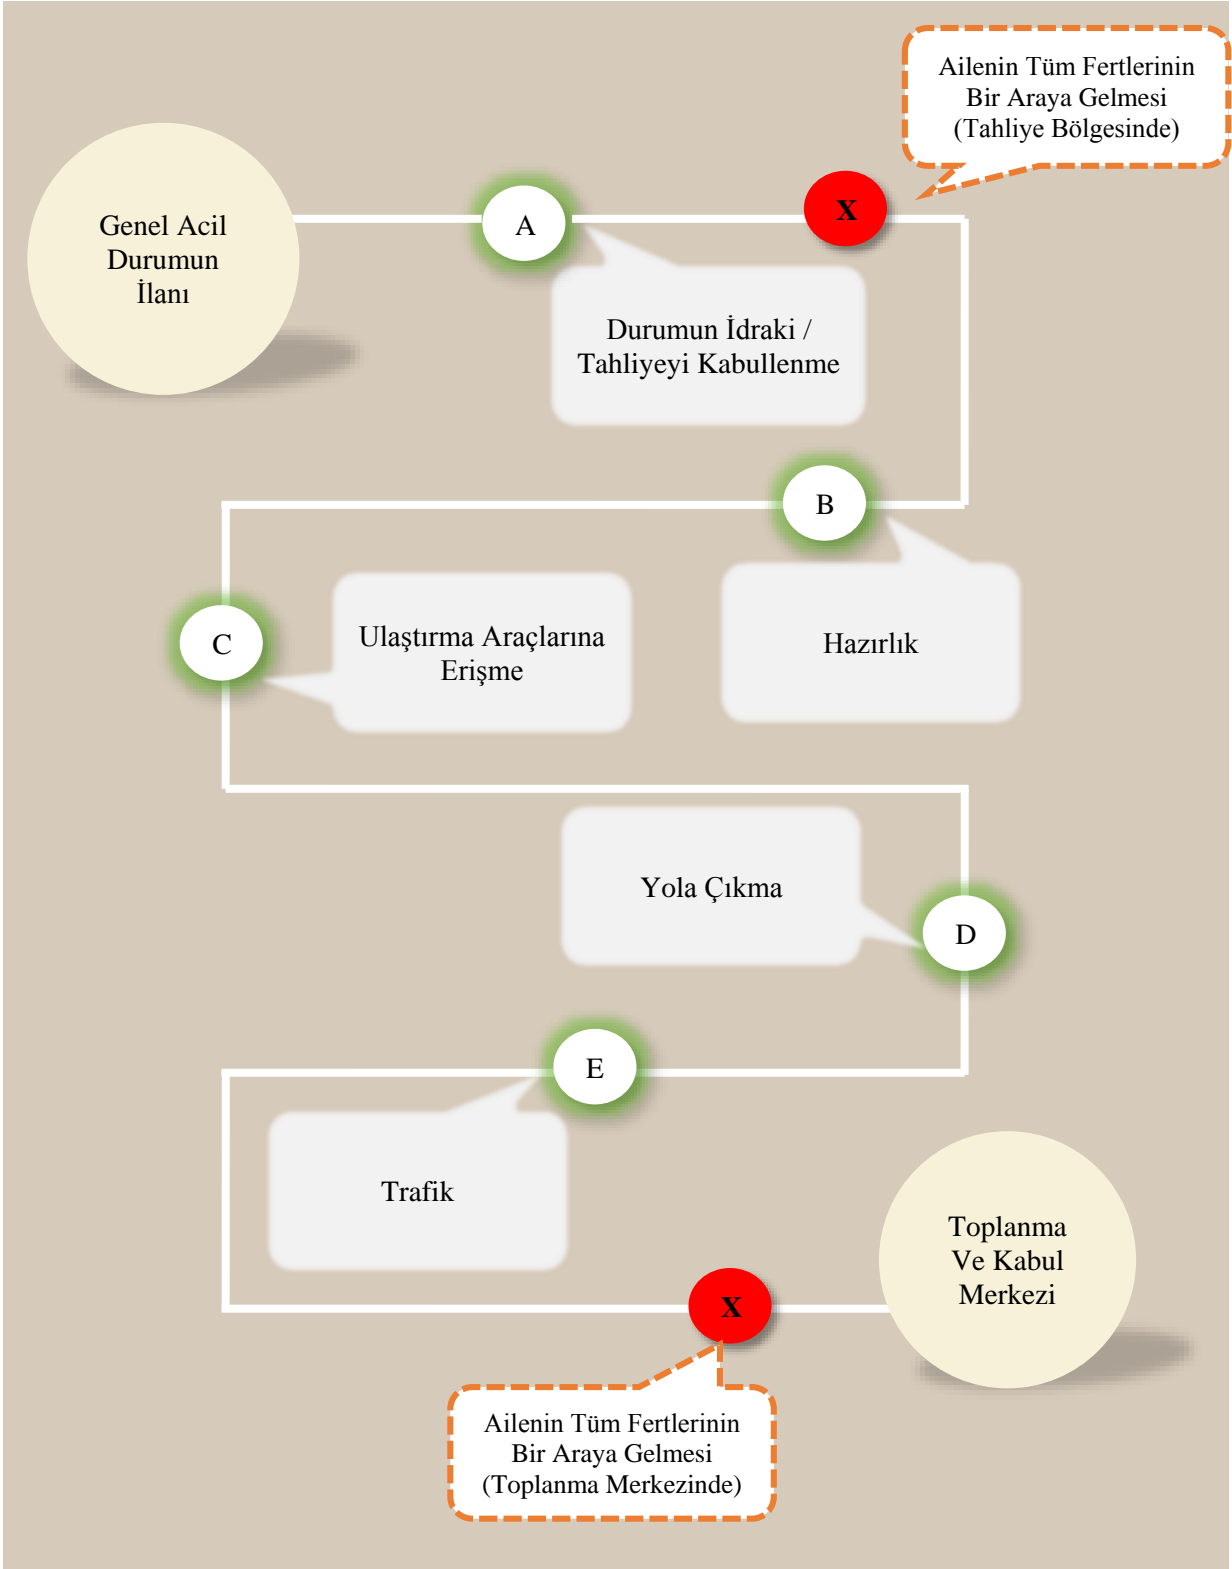 Ailenin Tüm Fertlerinin
Bir Araya Gelmesi
(Tahliye Bölgesinde)
Genel Acil
Durumun
İlanı
A
X
Durumun İdraki /
Tahliyeyi Kabullenme
B
Hazırlık
C
Ulaştırma Araçlarına
Erişme
Yola Çıkma
D
E
Trafik
Toplanma
Ve Kabul
Merkezi
X
Ailenin Tüm Fertlerinin
Bir Araya Gelmesi
(Toplanma Merkezinde)